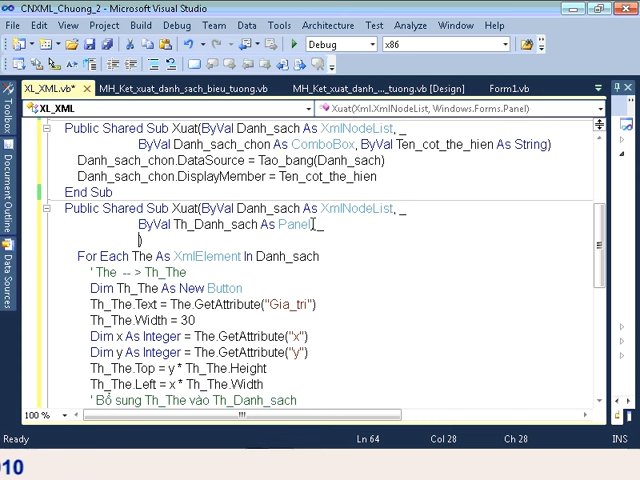 CNXML_Chuong_2 - Microsoft Visual Studio
File Edit View Project Build Debug Team Data Tools Architecture Test Analyze Window Help
Debug x86
XL_XML.vb* MH_Ket_xuat_danh_sach_bieu_tuong.vb MH_Ket_xuat_danh_..._tuong.vb [Design] Form1.vb
XL_XML Xuat(Xml.XmlNodeList, Windows.Forms.Panel)
Toolbox
Document Outline
Data Sources
Public Shared Sub Xuat(ByVal Danh_sach As XmlNodeList, _
ByVal Danh_sach_chon As ComboBox, ByVal Ten_cot_the_hien As String)
Danh_sach_chon.DataSource = Tao_bang(Danh_sach)
Danh_sach_chon.DisplayMember = Ten_cot_the_hien
End Sub
Public Shared Sub Xuat(ByVal Danh_sach As XmlNodeList, _
ByVal Th_Danh_sach As Panel _
)
For Each The As XmlElement In Danh_sach
' The -- > Th_The
Dim Th_The As New Button
Th_The.Text = The.GetAttribute("Gia_tri")
Th_The.Width = 30
Dim x As Integer = The.GetAttribute("x")
Dim y As Integer = The.GetAttribute("y")
Th_The.Top = y * Th_The.Height
Th_The.Left = x * Th_The.Width
' Bổ sung Th_The vào Th_Danh_sach
100 %
Ready Ln 64 Col 28 Ch 28 INS
010